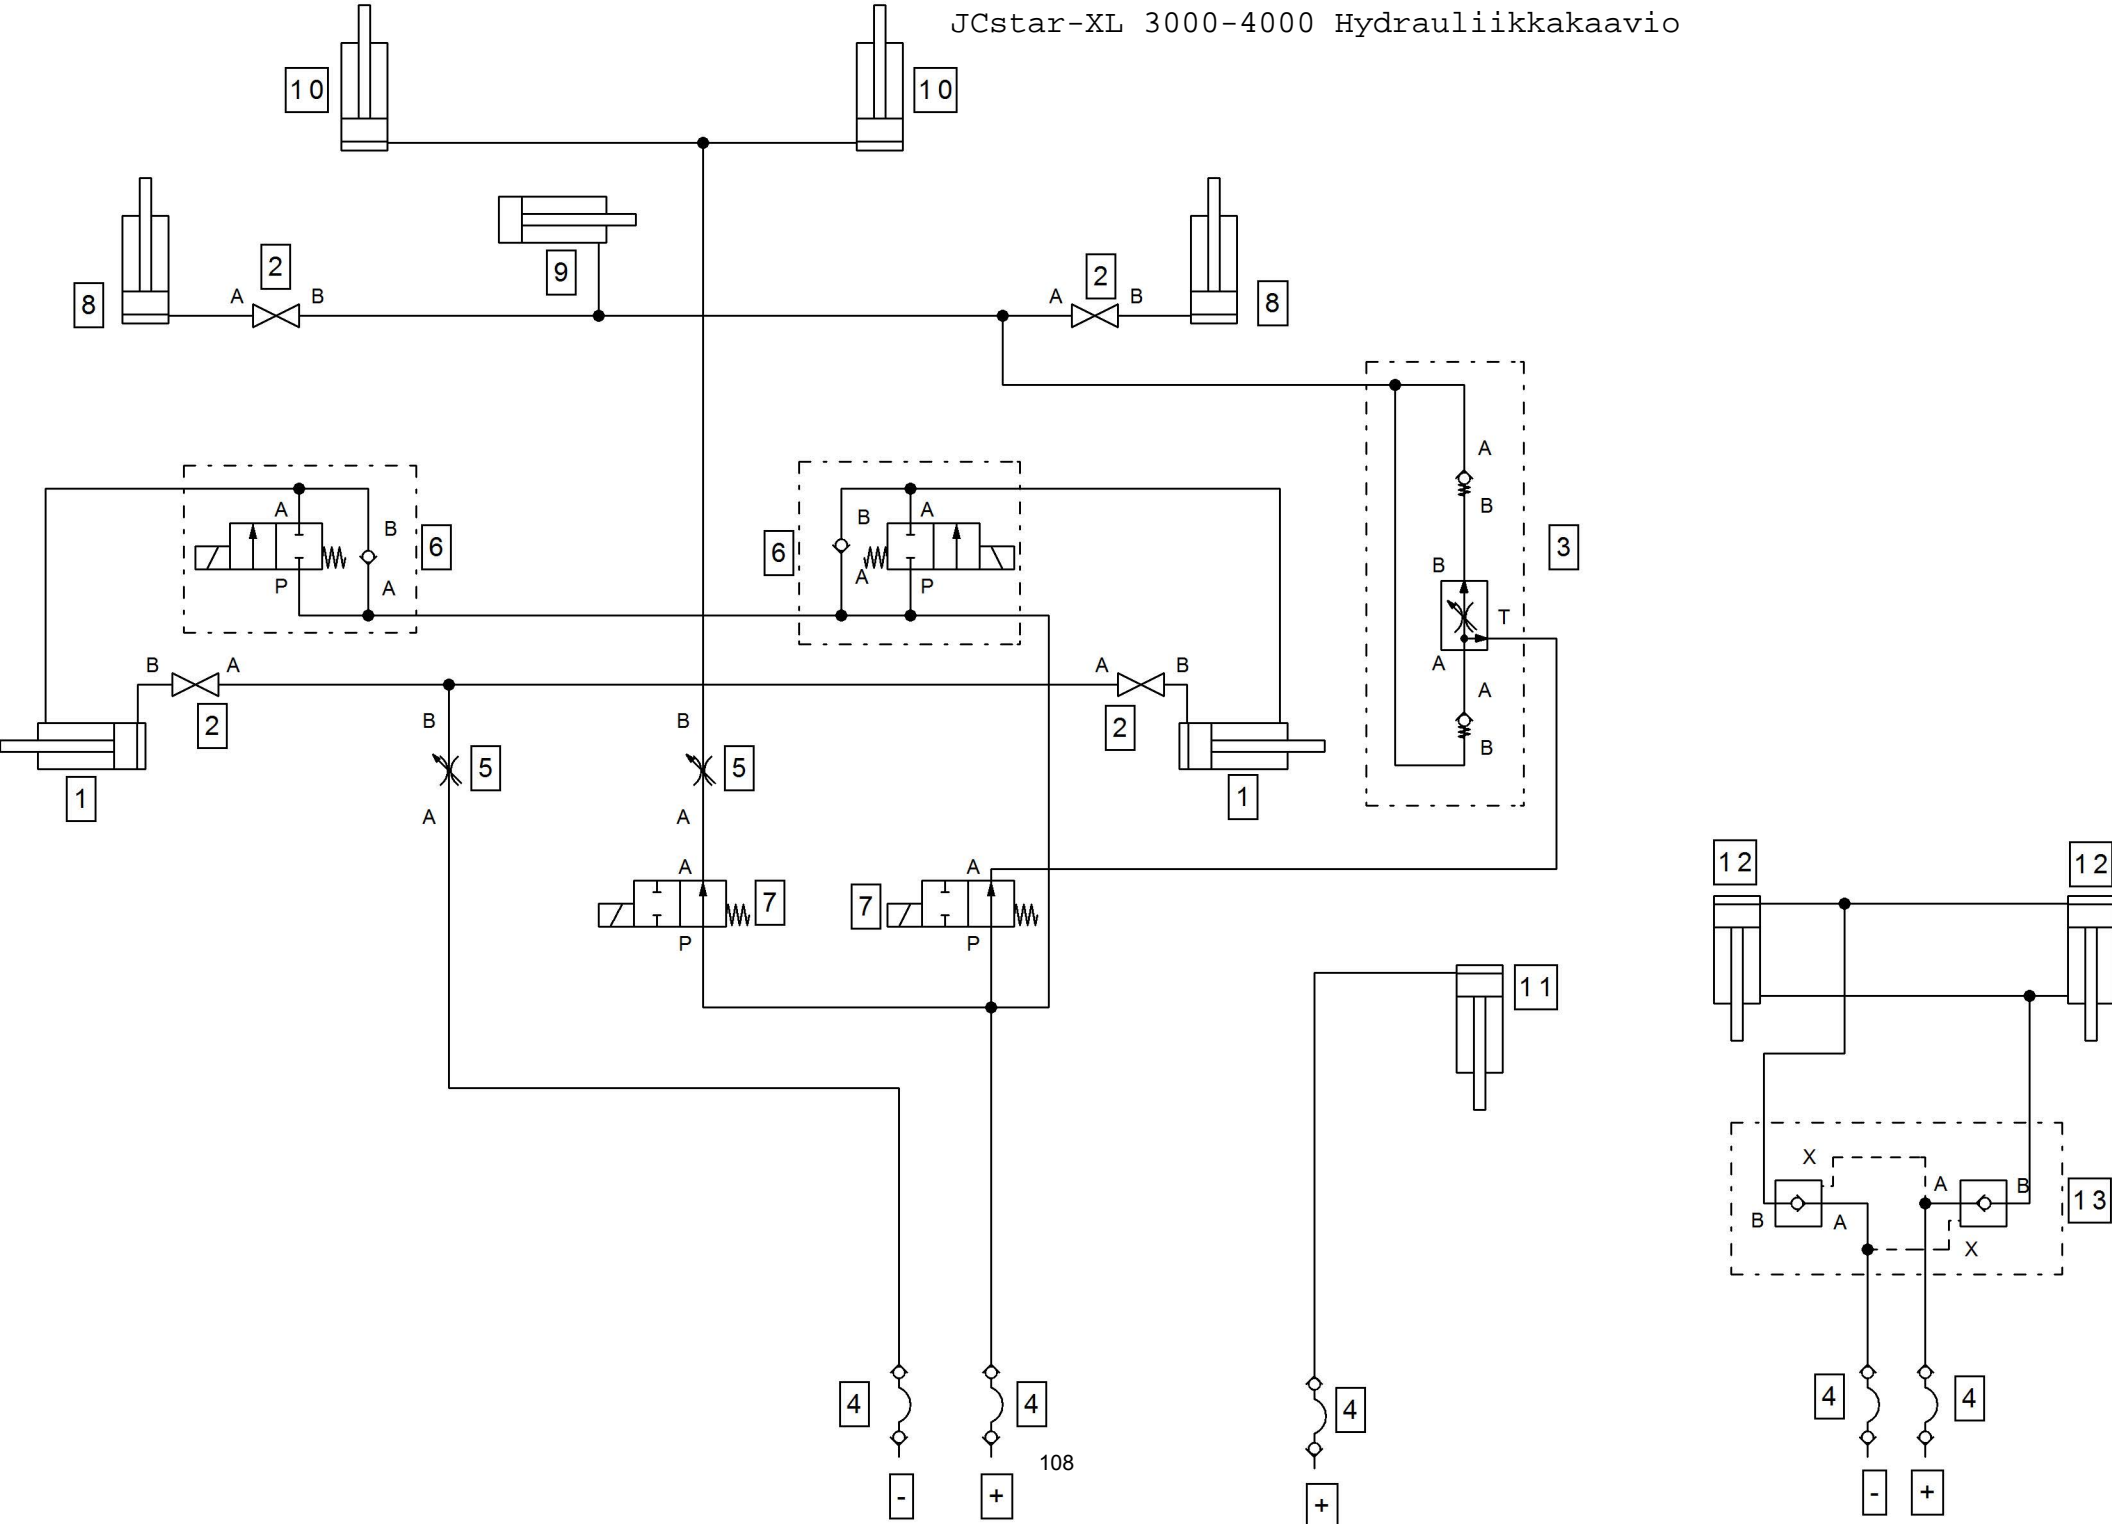 JCstar-XL 3000-4000 Hydrauliikkakaavio
10 10
8 A 2 B 9 A 2 B 8
A
B
A B 6 6 B A 3
P A A P B T
A
B A A B A
2 B B 2 B
1 5 5 1
A A
A A 12 12
7 7
P P
11
X
A B 13
B A
X
4 4 4 4 4
108
- + + - +